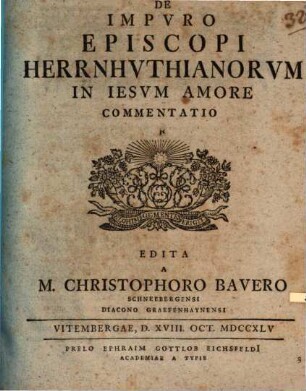 DE
IMPVRO
EPISCOPI
HERRNHVTHIANORVM
IN IESVM AMORE
COMMENTATIO
EDITA
A
M. CHRISTOPHORO BAVERO
SCHNEEBERGENSI
DIACONO GRAEFENHAYNENSI
VITEMBERGAE, D. XVIII. OCT. MDCCXLV
PRELO EPHRAIM GOTTLOB EICHSFELDI
ACADEMIAE A TYPIS